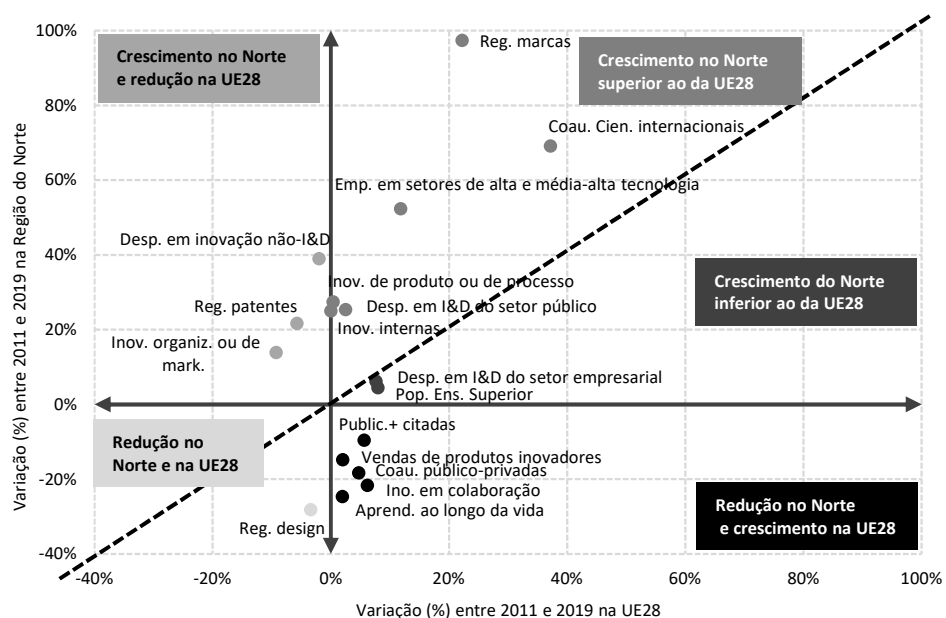 100%
80%
60%
40%
20%
0%
-20%
-40%
Variação (%) entre 2011 e 2019 na Região do Norte
Crescimento no Norte
e redução na UE28
Reg. marcas
Crescimento no Norte
superior ao da UE28
Coau. Cien. internacionais
Emp. em setores de alta e média-alta tecnologia
Desp. em inovação não-I&D
Inov. de produto ou de processo
Reg. patentes
Desp. em I&D do setor público
Inov. internas
Inov. organiz. ou de
mark.
Crescimento do Norte
inferior ao da UE28
Desp. em I&D do setor empresarial
Pop. Ens. Superior
Redução no
Norte e na UE28
Public.+ citadas
Vendas de produtos inovadores
Coau. público-privadas
Ino. em colaboração
Aprend. ao longo da vida
Reg. design
Redução no Norte
e crescimento na UE28
-40%
-20%
0%
20%
40%
60%
80%
100%
Variação (%) entre 2011 e 2019 na UE28